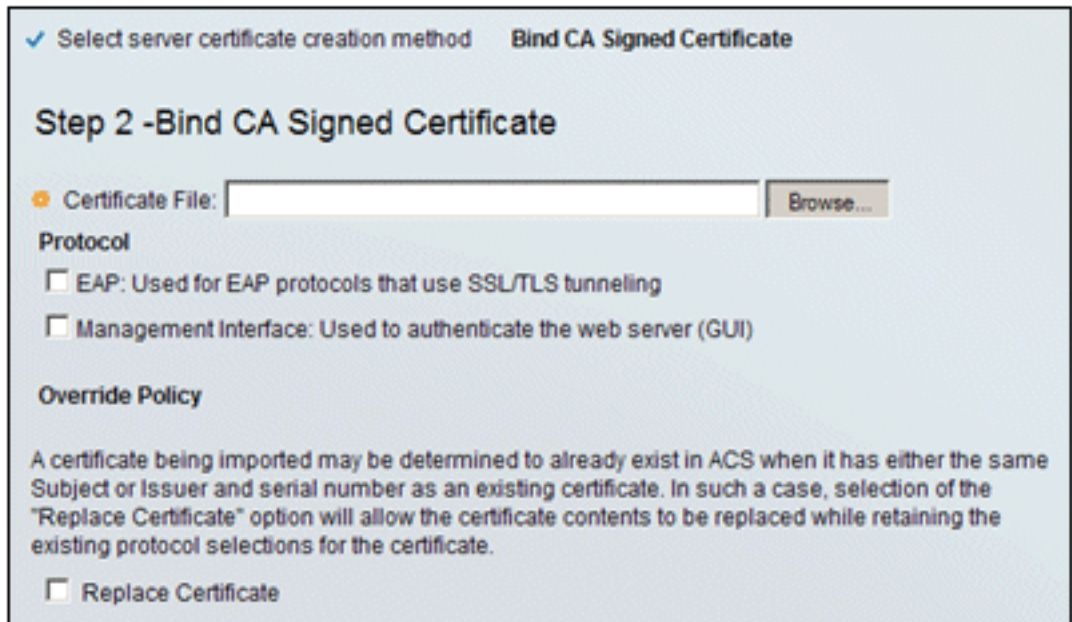 Select server certificate creation method Bind CA Signed Certificate
Step 2 -Bind CA Signed Certificate
Certificate File: Browse...
Protocol
EAP: Used for EAP protocols that use SSL/TLS tunneling
Management Interface: Used to authenticate the web server (GUI)
Override Policy
A certificate being imported may be determined to already exist in ACS when it has either the same
Subject or Issuer and serial number as an existing certificate. In such a case, selection of the
"Replace Certificate" option will allow the certificate contents to be replaced while retaining the
existing protocol selections for the certificate.
Replace Certificate